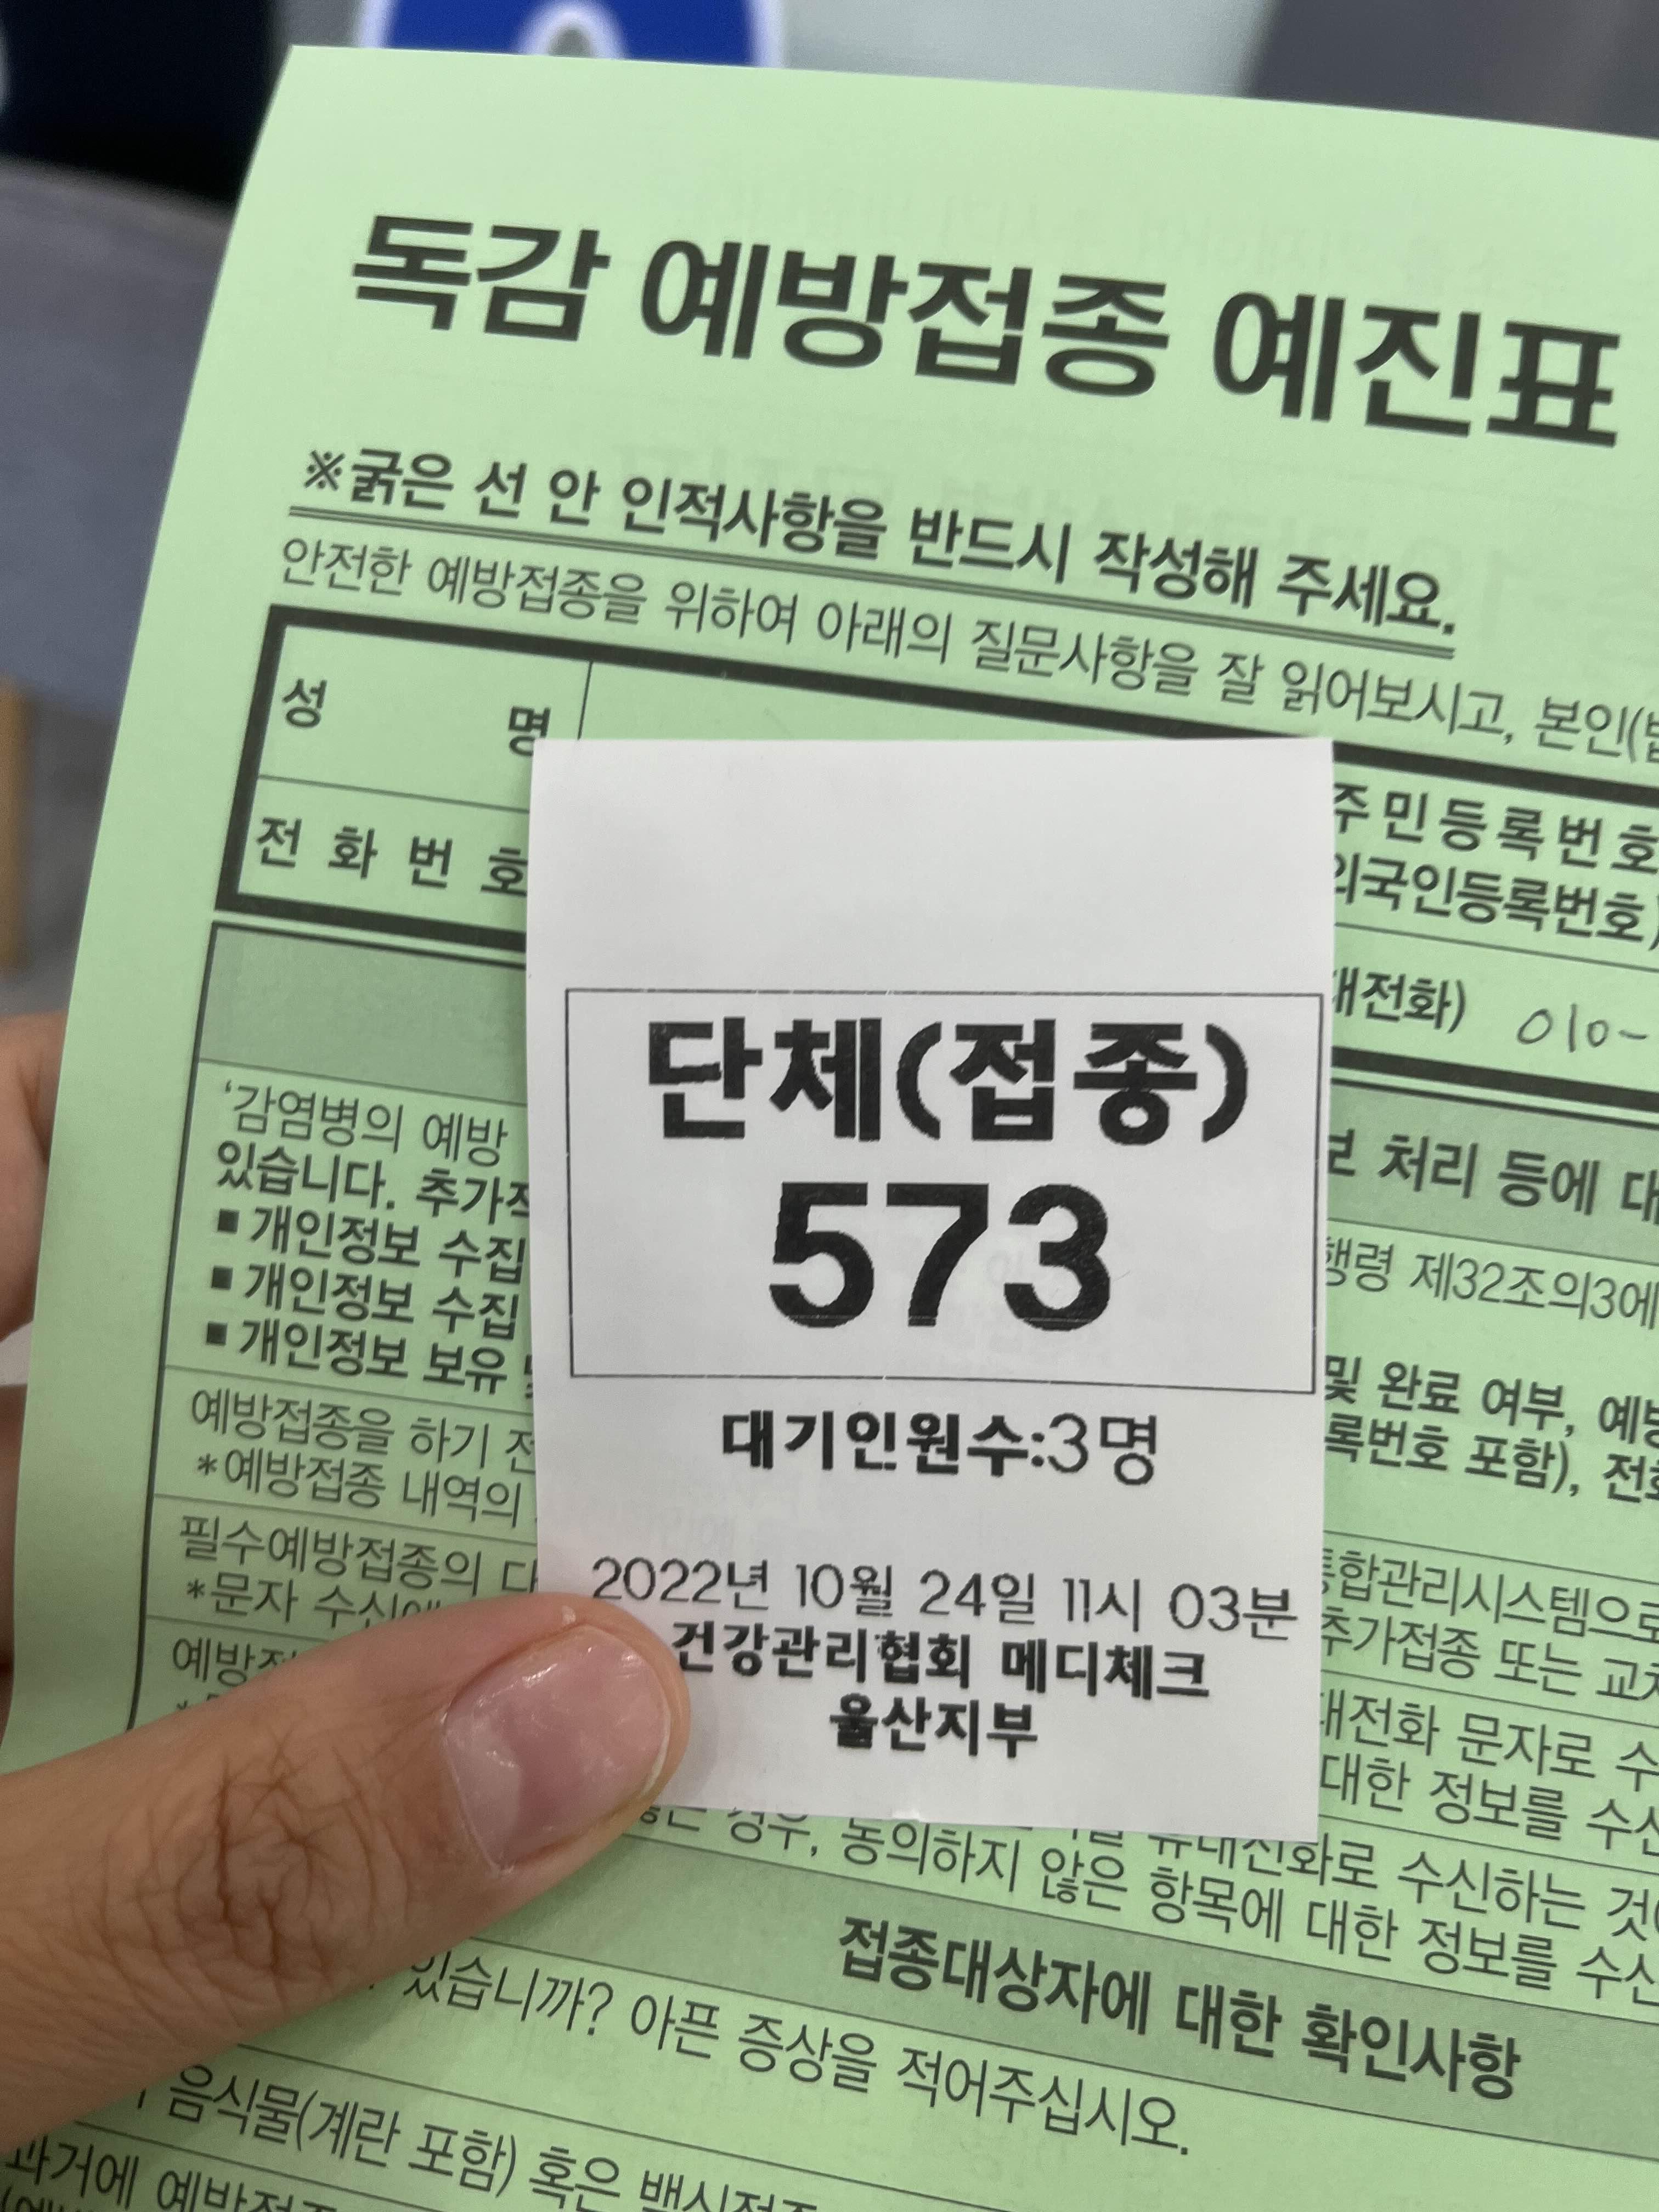 독감 예방접종 예진표
※굵은 선 안 인적사항을 반드시 작성해 주세요.
안전한 예방접종을 위하여 아래의 질문사항을 잘 읽어보시고, 본인(법
성 명
주민등록번호
외국인등록번호)
전 화 번 호
대전화) 010-
단체(접종)
573
대기인원수:3명
2022년 10월 24일 11시 03분
건강관리협회 메디체크
울산지부
처리 등에 대
'감염병의 예방
행령 제32조의3에
있습니다. 추가적
■ 개인정보 수집
및 완료 여부, 예방
■ 개인정보 수집
록번호 포함), 전화
■ 개인정보 보유
예방접종을 하기 전
통합관리시스템으로
*예방접종 내역의
추가접종 또는 교차
필수예방접종의
대전화 문자로 수
*문자 수신에
대한 정보를 수신
휴대전화로 수신하는 것에
않은 경우, 동의하지 않은 항목에 대한 정보를 수신
접종대상자에 대한 확인사항
있습니까? 아픈 증상을 적어주십시오.
음식물(계란 포함) 혹은 백신접종
과거에 예방접종